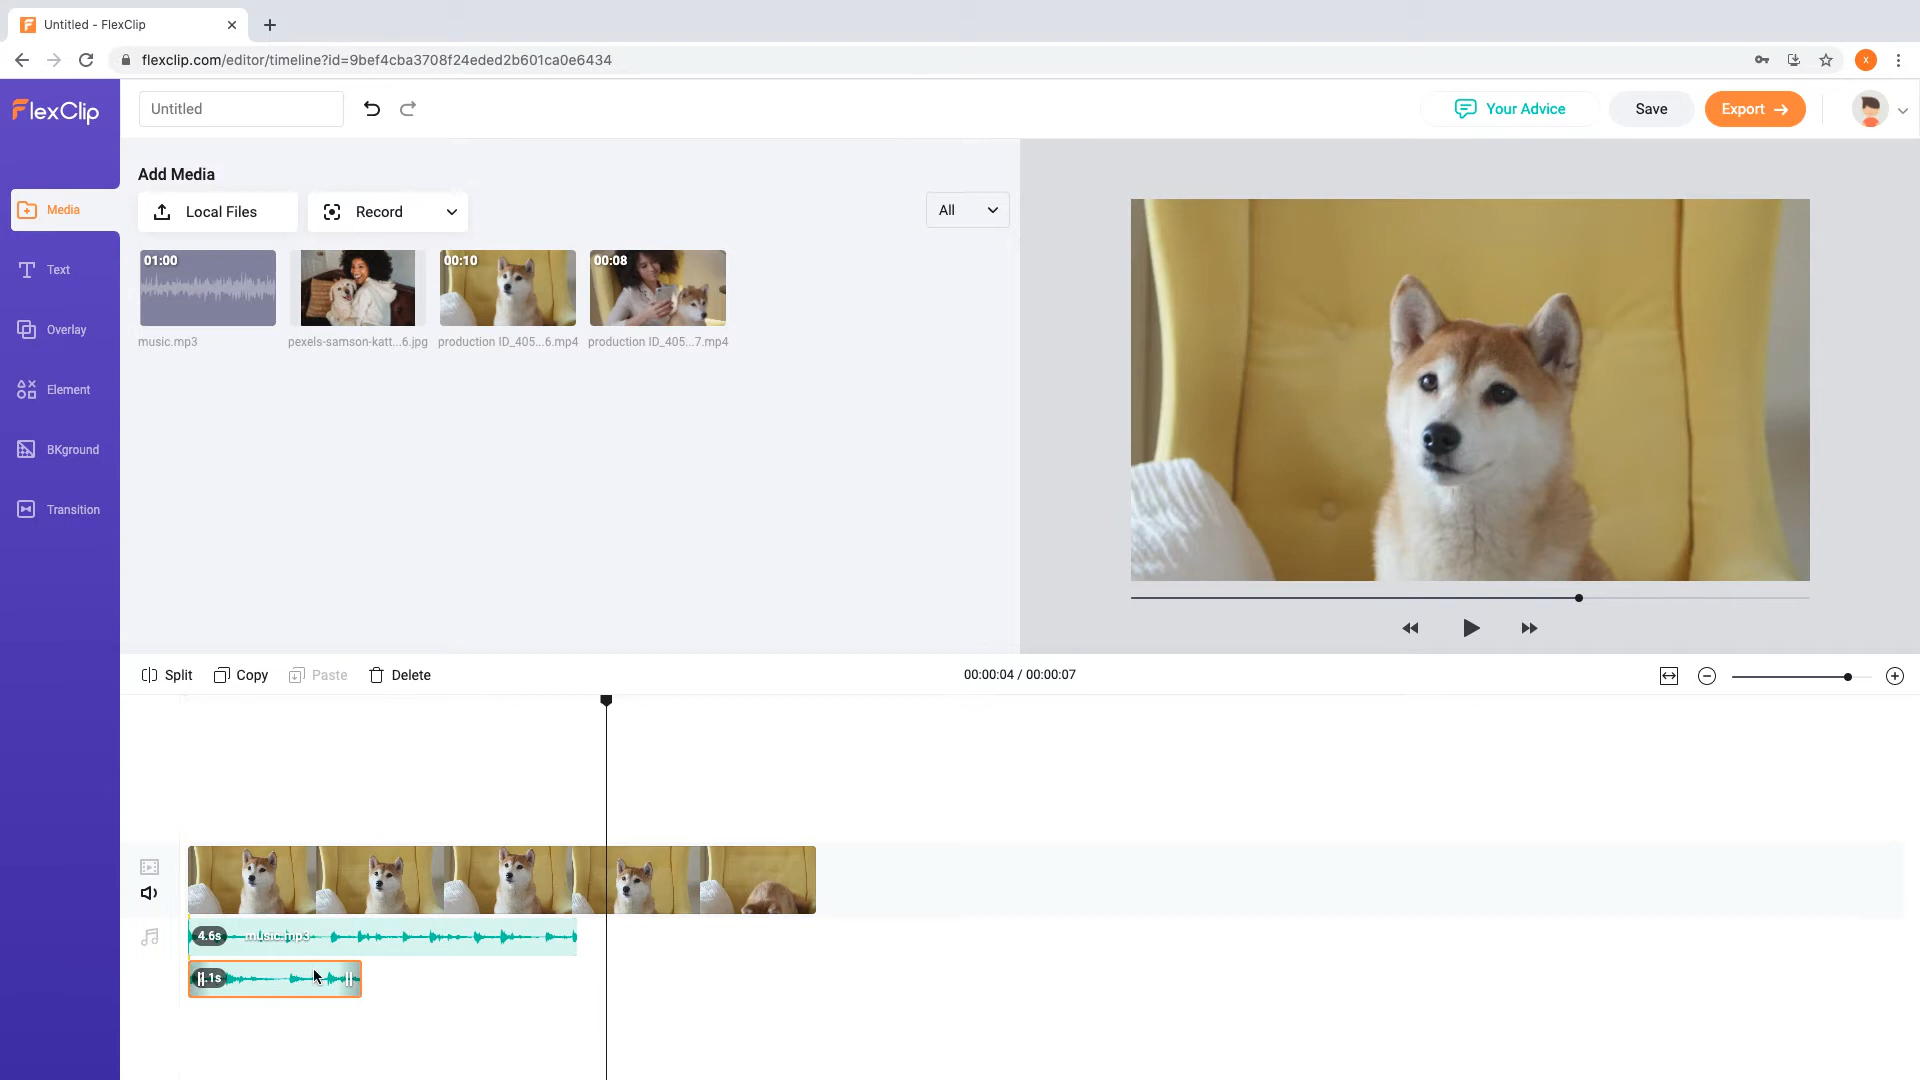 Untitled - FlexClip
flexclip.com/editor/timeline?id=9bef4cba3708f24eded2b601ca0e6434
x
FlexClip
Untitled
Your Advice
Save
Export
Media
Text
Overlay
Element
BKground
Transition
Add Media
Local Files
Record
All
01:00
00:10
00:08
music.mp3
pexels-samson-katt...6.jpg
production ID_405...6.mp4
production ID_405...7.mp4
Split
Copy
Paste
Delete
00:00:04 / 00:00:07
4.6s
music.mp3
.1s